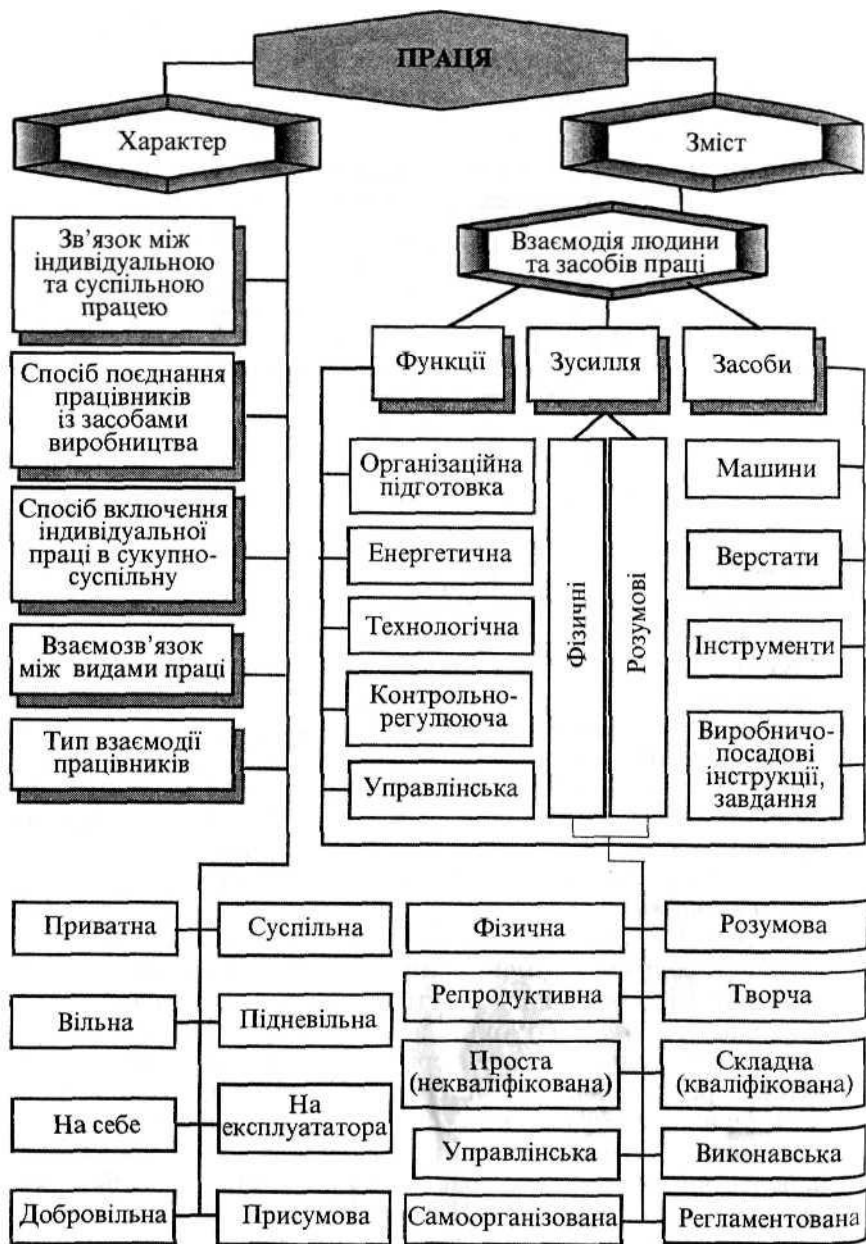 ПРАЦЯ
Характер
Зміст
Зв’язок між
індивідуальною
та суспільною
працею
Спосіб поєднання
працівників
із засобами
виробництва
Спосіб включення
індивідуальної
праці в сукупно-
суспільну
Взаємозв’язок
між видами праці
Тип взаємодії
працівників
Взаємодія людини
та засобів праці
Функції
Зусилля
Засоби
Організаційна
підготовка
Енергетична
Технологічна
Контрольно-
регулююча
Управлінська
Фізичні
Розумові
Машини
Верстати
Інструменти
Виробничо-
посадові
інструкції,
завдання
Приватна
Суспільна
Вільна
Підневільна
На себе
На
експлуататора
Добровільна
Присумова
Фізична
Розумова
Репродуктивна
Творча
Проста
(некваліфікована)
Складна
(кваліфікована)
Управлінська
Виконавська
Самоорганізована
Регламентована